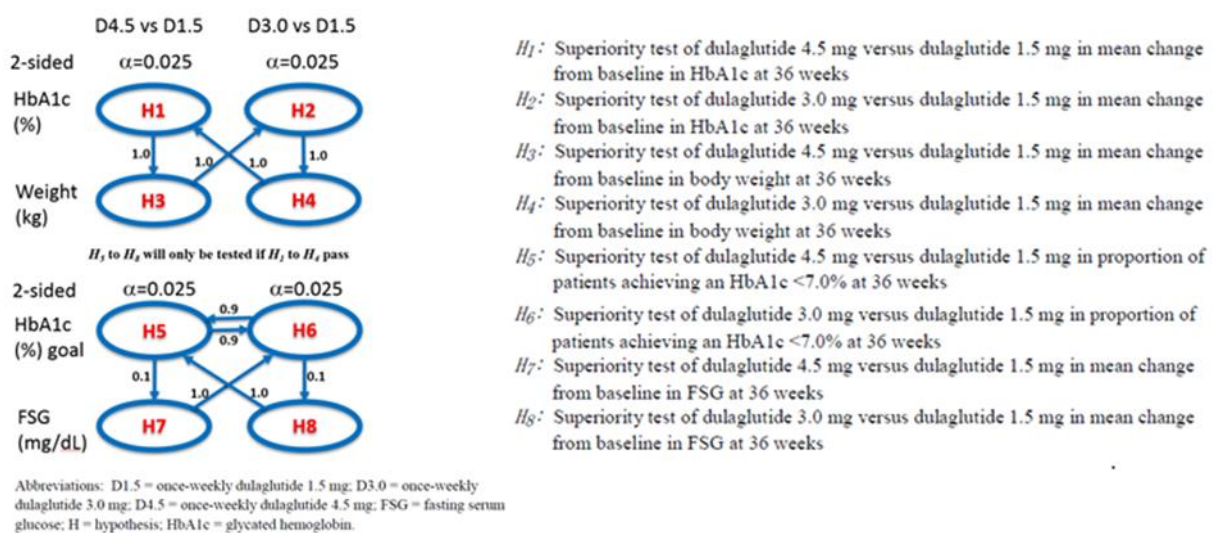 D4.5 vs D1.5 D3.0 vs D1.5
2-sided α=0.025 α=0.025
HbA1c
(%)
H1 H2
1.0 1.0 1.0 1.0
Weight
(kg)
H3 H4
H5 to H8 will only be tested if H1 to H4 pass
2-sided α=0.025 α=0.025
HbA1c
(%) goal
H5 0.9 H6
0.9
0.1 1.0 1.0 0.1
FSG
(mg/dL)
H7 H8
Abbreviations: D1.5 = once-weekly dulaglutide 1.5 mg; D3.0 = once-weekly
dulaglutide 3.0 mg; D4.5 = once-weekly dulaglutide 4.5 mg; FSG = fasting serum
glucose; H = hypothesis; HbA1c = glycated hemoglobin.
H1: Superiority test of dulaglutide 4.5 mg versus dulaglutide 1.5 mg in mean change
from baseline in HbA1c at 36 weeks
H2: Superiority test of dulaglutide 3.0 mg versus dulaglutide 1.5 mg in mean change
from baseline in HbA1c at 36 weeks
H3: Superiority test of dulaglutide 4.5 mg versus dulaglutide 1.5 mg in mean change
from baseline in body weight at 36 weeks
H4: Superiority test of dulaglutide 3.0 mg versus dulaglutide 1.5 mg in mean change
from baseline in body weight at 36 weeks
H5: Superiority test of dulaglutide 4.5 mg versus dulaglutide 1.5 mg in proportion of
patients achieving an HbA1c <7.0% at 36 weeks
H6: Superiority test of dulaglutide 3.0 mg versus dulaglutide 1.5 mg in proportion of
patients achieving an HbA1c <7.0% at 36 weeks
H7: Superiority test of dulaglutide 4.5 mg versus dulaglutide 1.5 mg in mean change
from baseline in FSG at 36 weeks
H8: Superiority test of dulaglutide 3.0 mg versus dulaglutide 1.5 mg in mean change
from baseline in FSG at 36 weeks